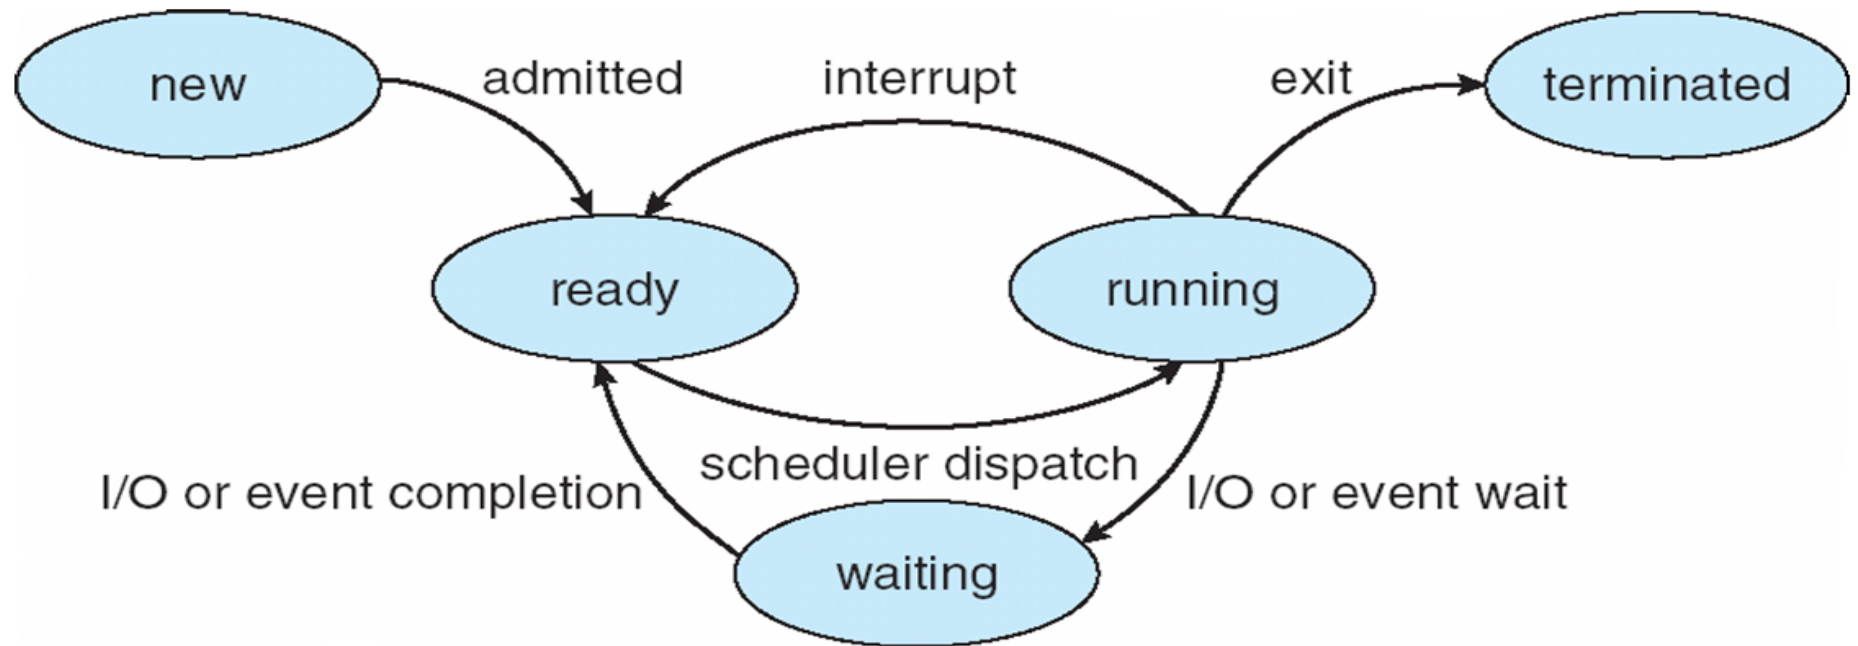 new
admitted
interrupt
exit
terminated
ready
running
scheduler dispatch
I/O or event completion
I/O or event wait
waiting